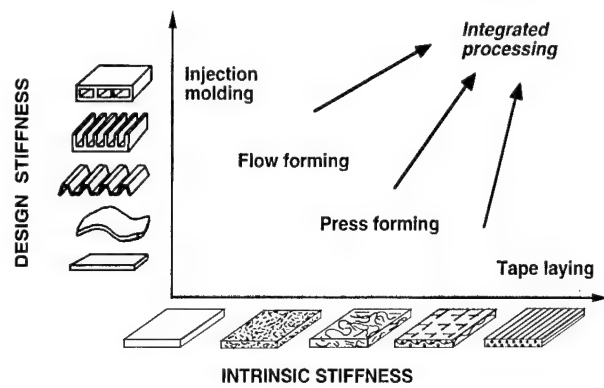 Integrated
processing
Injection
molding
Flow forming
Press forming
Tape laying
DESIGN STIFFNESS
INTRINSIC STIFFNESS